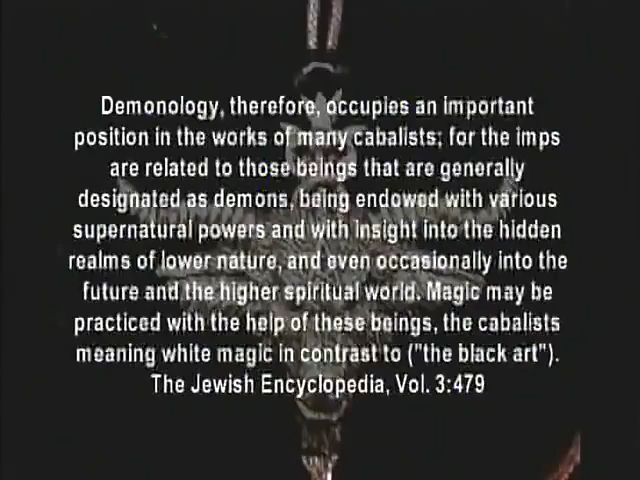 Demonology, therefore, occupies an important
position in the works of many cabalists; for the imps
are related to those beings that are generally
designated as demons, being endowed with various
supernatural powers and with insight into the hidden
realms of lower nature, and even occasionally into the
future and the higher spiritual world. Magic may be
practiced with the help of these beings, the cabalists
meaning white magic in contrast to ("the black art").
The Jewish Encyclopedia, Vol. 3:479